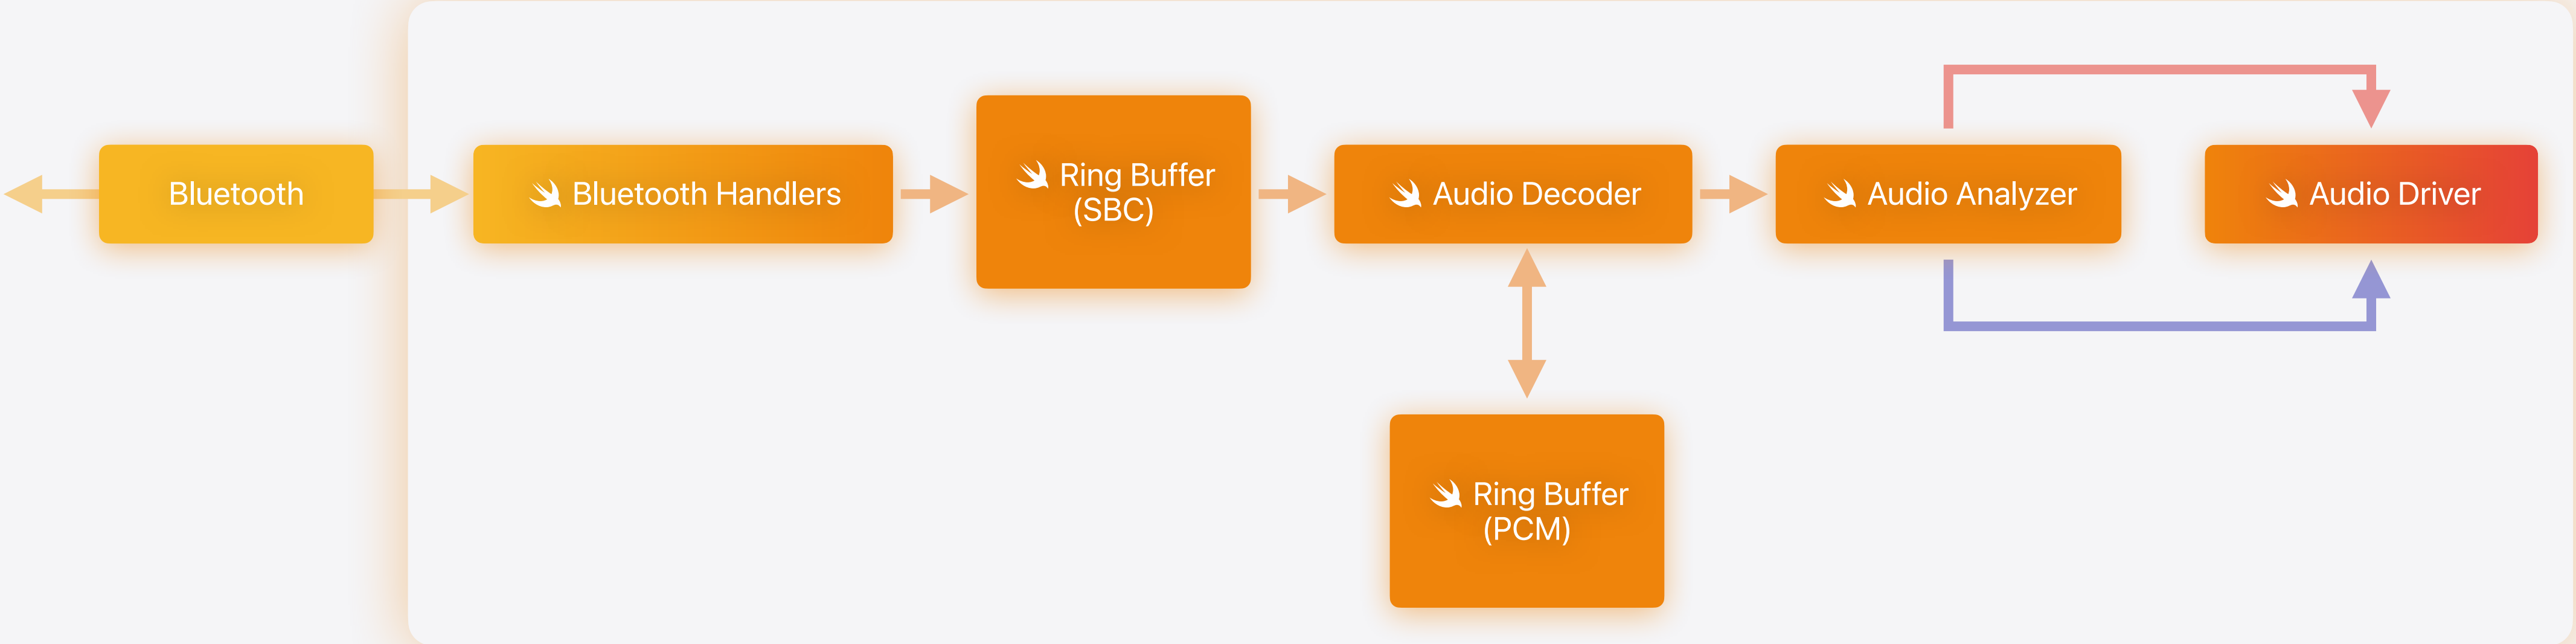 Bluetooth
Bluetooth Handlers
Ring Buffer
(SBC)
Audio Decoder
Audio Analyzer
Audio Driver
Ring Buffer
(PCM)